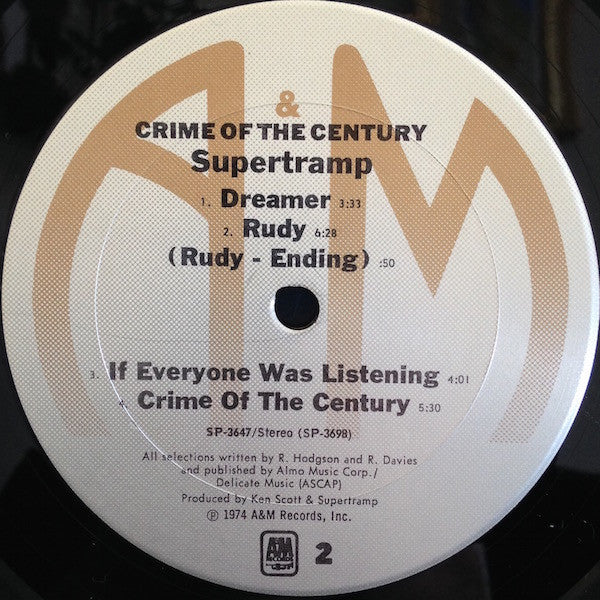 A&M
CRIME OF THE CENTURY
Supertramp
1. Dreamer 3:33
2. Rudy 6:28
(Rudy - Ending) :50
3. If Everyone Was Listening 4:01
4. Crime Of The Century 5:30
SP-3647/Stereo (SP-3698)
All selections written by R. Hodgson and R. Davies
and published by Almo Music Corp./
Delicate Music (ASCAP)
Produced by Ken Scott & Supertramp
℗ 1974 A&M Records, Inc.
A&M RECORDS 2